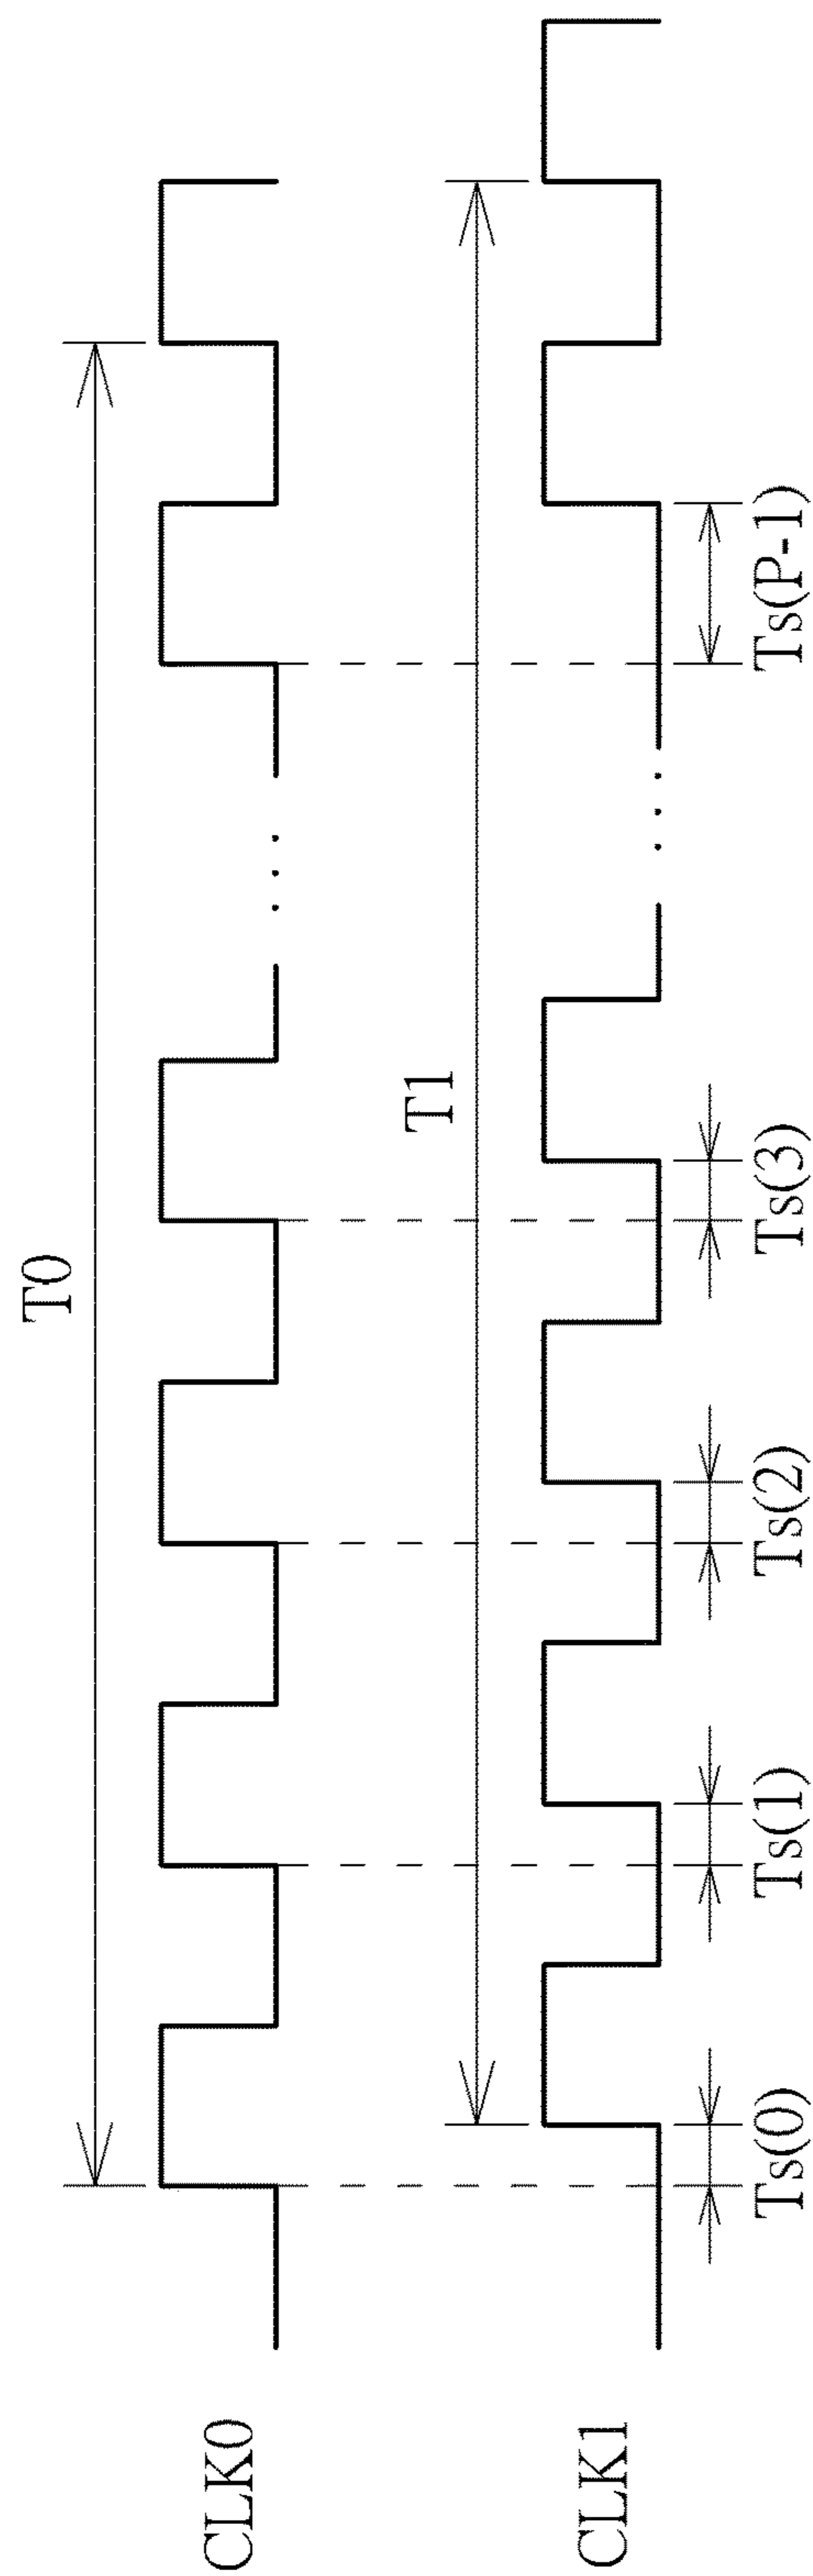 T0
CLK0
T1
CLK1
Ts(0)
Ts(1)
Ts(2)
Ts(3)
Ts(P-1)